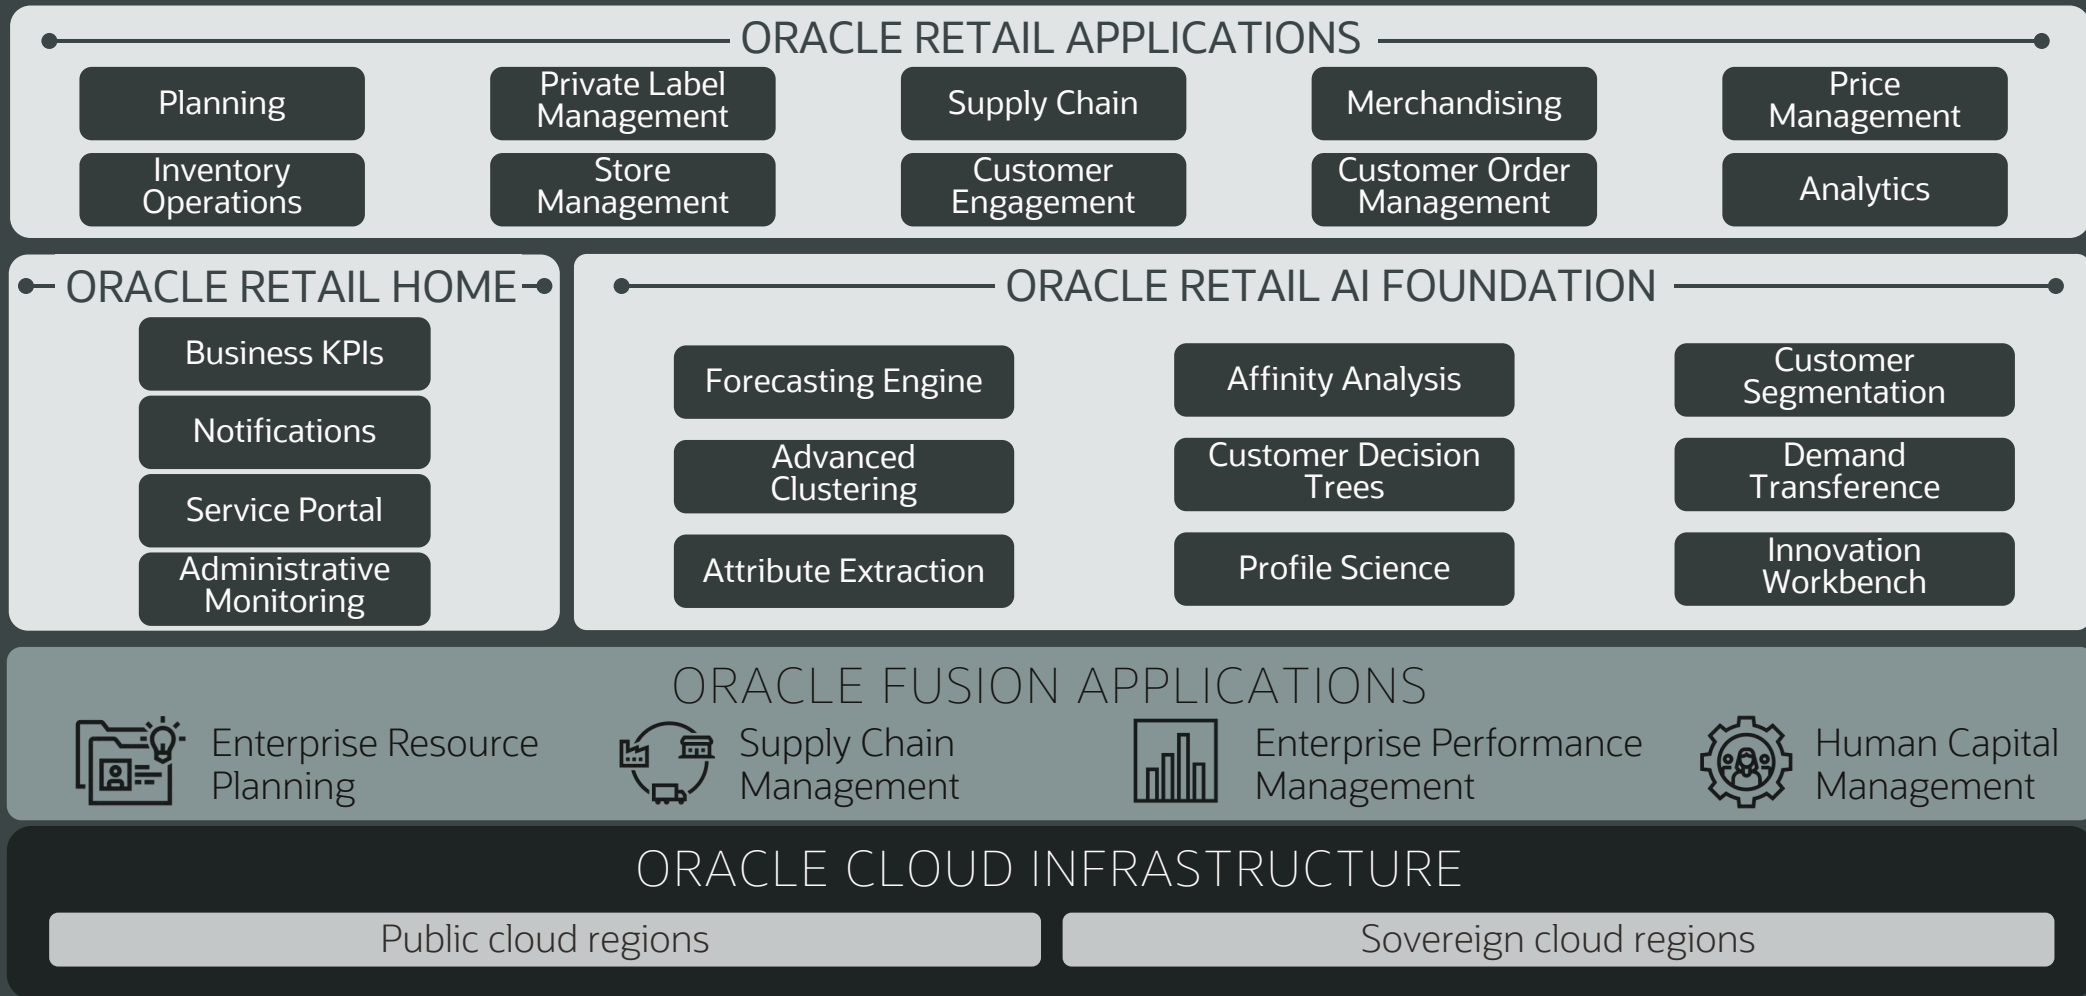 ORACLE RETAIL APPLICATIONS
Planning
Private Label
Management
Supply Chain
Merchandising
Price
Management
Inventory
Operations
Store
Management
Customer
Engagement
Customer Order
Management
Analytics
ORACLE RETAIL HOME
Business KPIs
Notifications
Service Portal
Administrative
Monitoring
ORACLE RETAIL AI FOUNDATION
Forecasting Engine
Affinity Analysis
Customer
Segmentation
Advanced
Clustering
Customer Decision
Trees
Demand
Transference
Attribute Extraction
Profile Science
Innovation
Workbench
ORACLE FUSION APPLICATIONS
Enterprise Resource
Planning
Supply Chain
Management
Enterprise Performance
Management
Human Capital
Management
ORACLE CLOUD INFRASTRUCTURE
Public cloud regions
Sovereign cloud regions